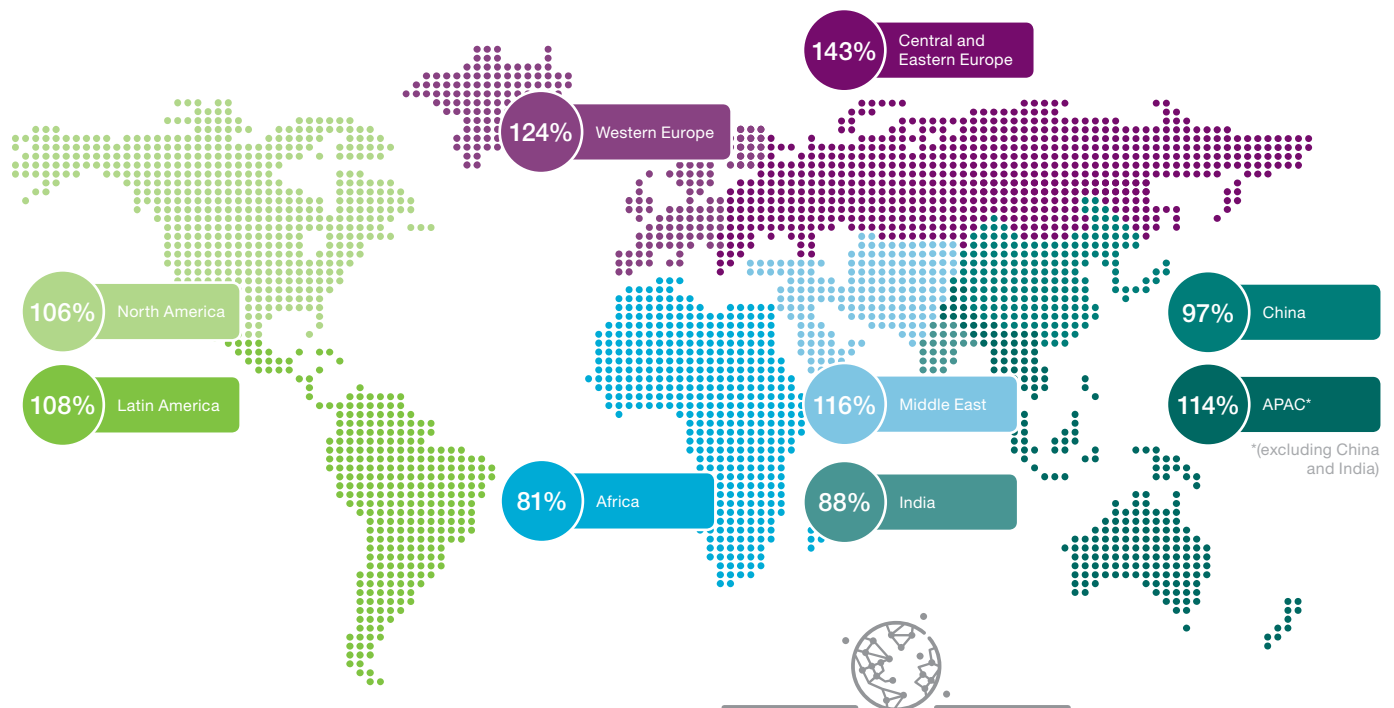 143%
Central and
Eastern Europe
124%
Western Europe
106%
North America
97%
China
108%
Latin America
116%
Middle East
114%
APAC*
*(excluding China
and India)
81%
Africa
88%
India